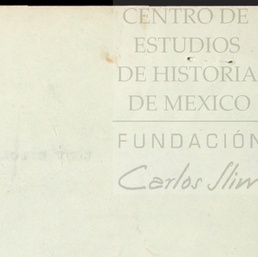 CENTRO DE
ESTUDIOS
DE HISTORIA
DE MEXICO
FUNDACIÓN
Carlos Slim